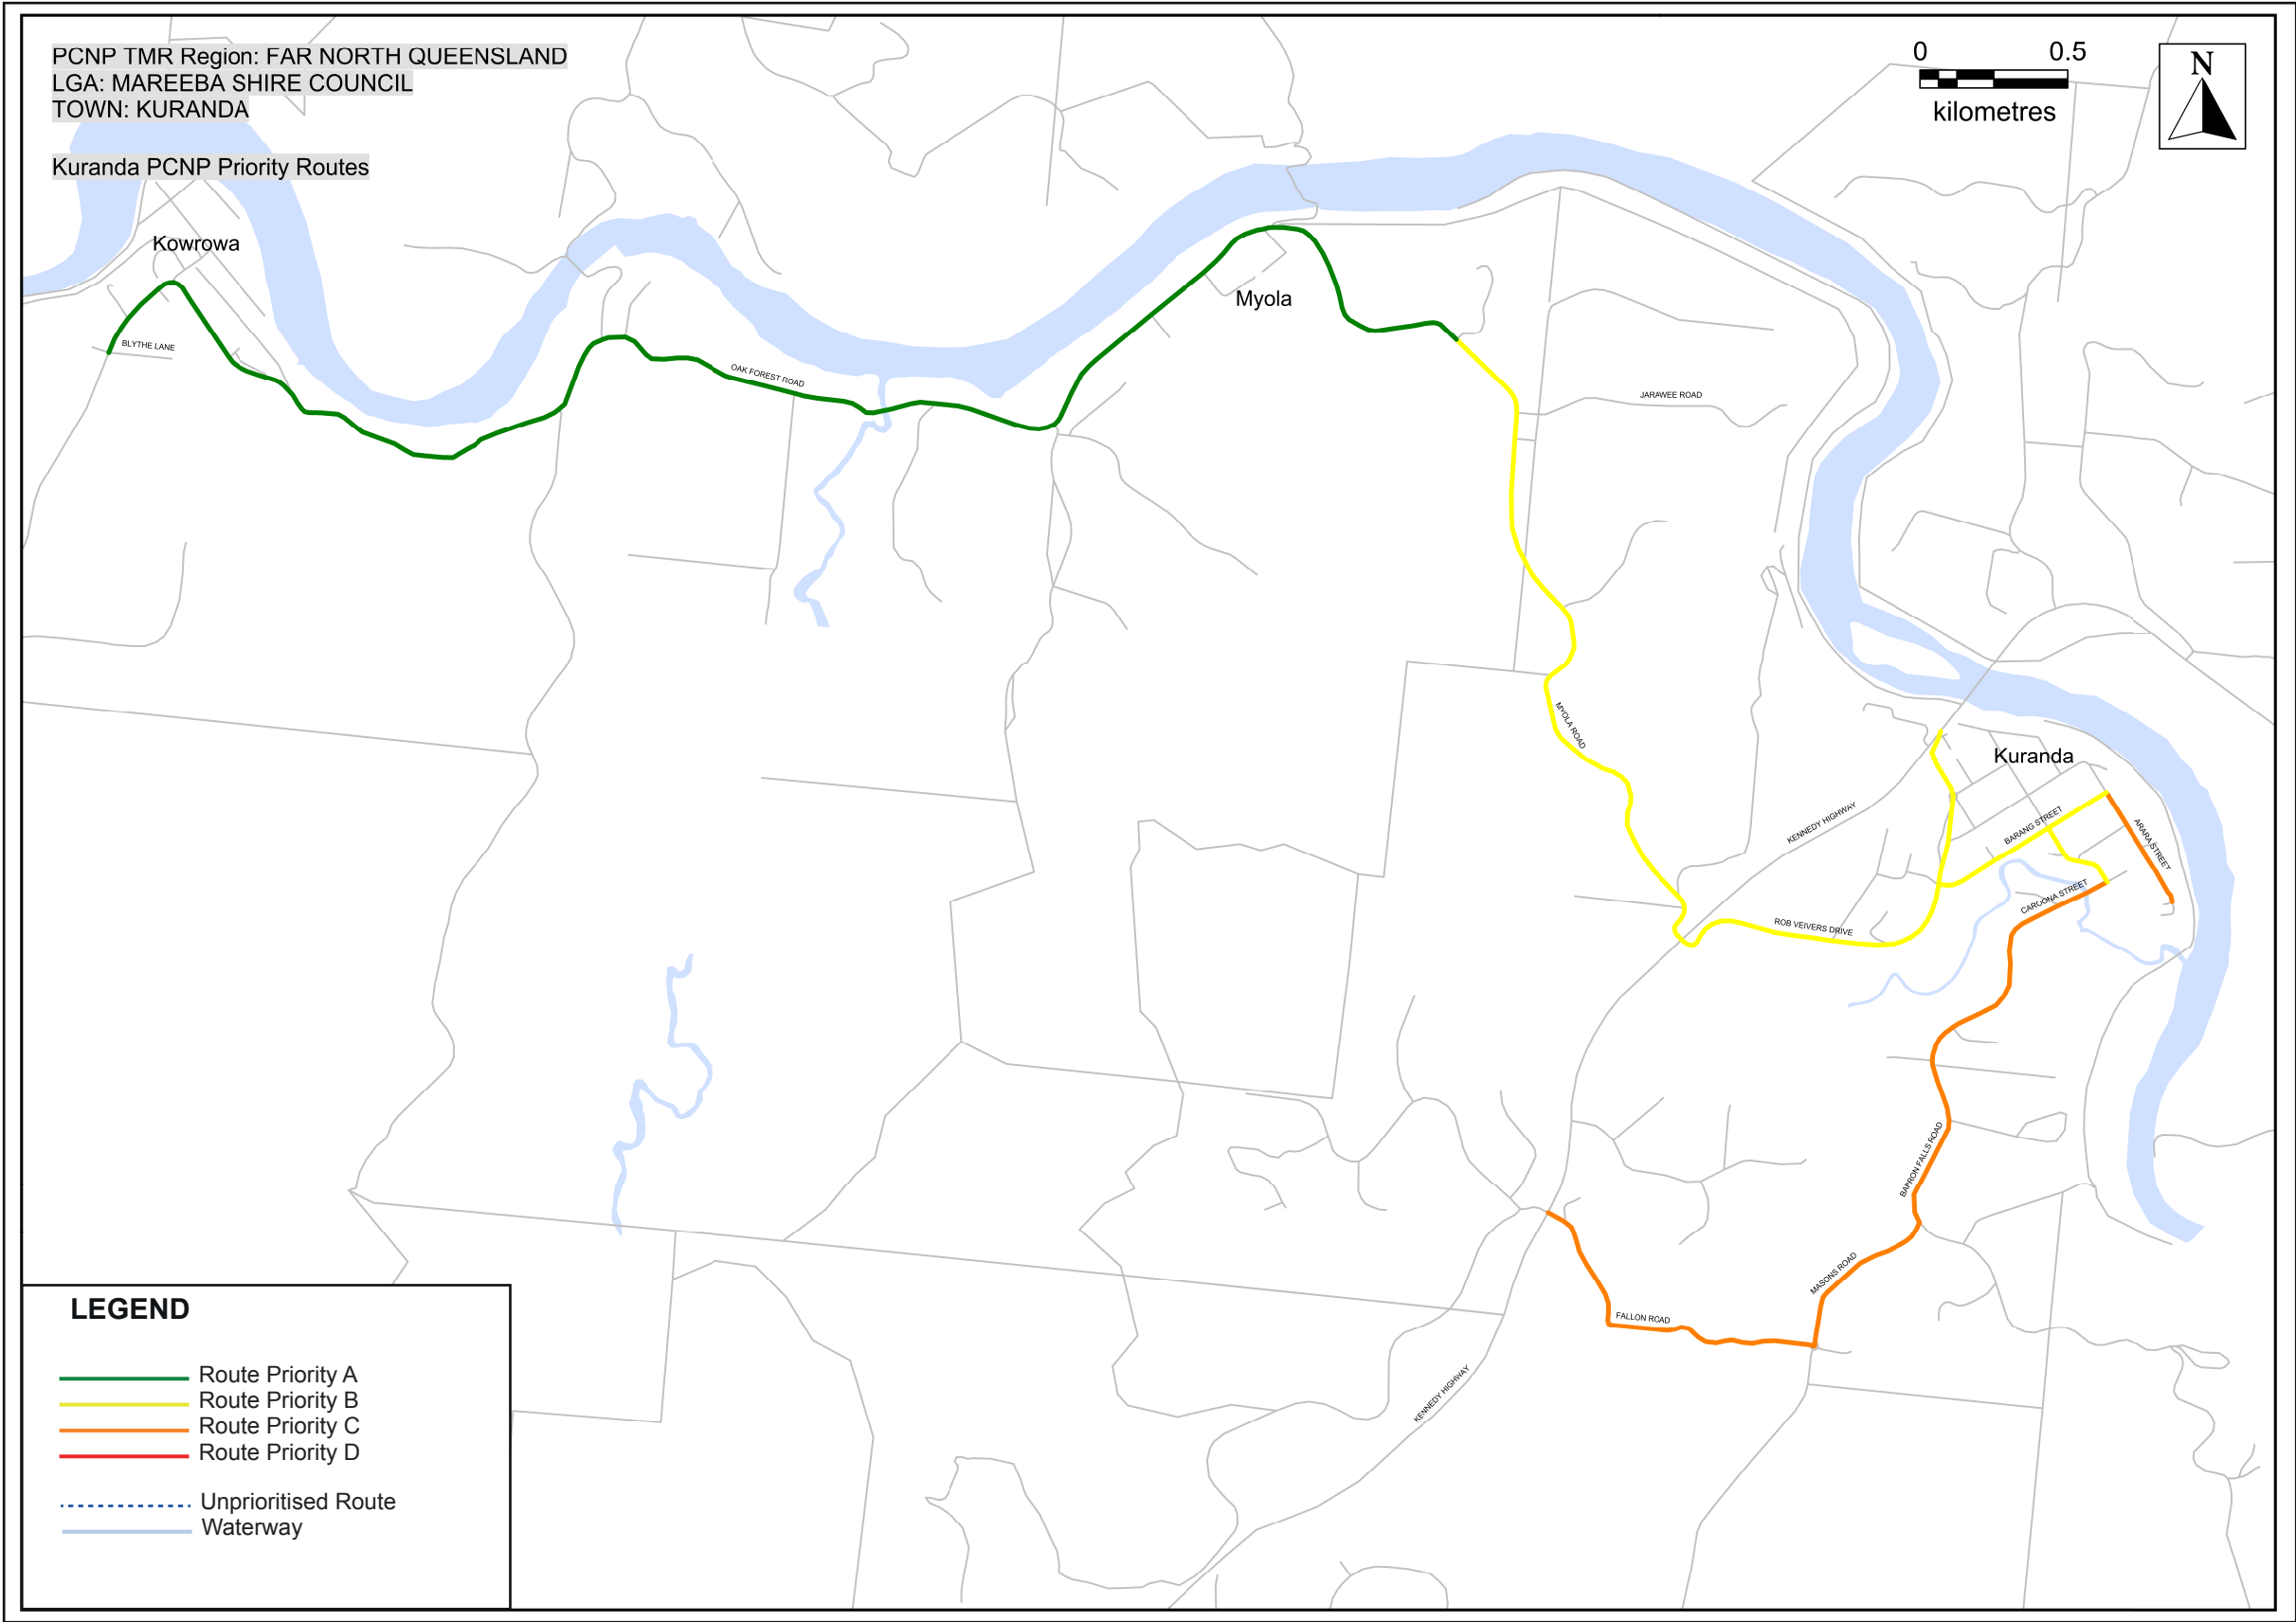 PCNP TMR Region: FAR NORTH QUEENSLAND
LGA: MAREEBA SHIRE COUNCIL
TOWN: KURANDA
Kuranda PCNP Priority Routes
0 0.5
kilometres
N
Kowrowa
BLYTHE LANE
OAK FOREST ROAD
Myola
JARAWEE ROAD
MYOLA ROAD
Kuranda
KENNEDY HIGHWAY
BARANG STREET
ARARA STREET
CAROONA STREET
ROB VEIVERS DRIVE
BARRON FALLS ROAD
MASONS ROAD
FALLON ROAD
KENNEDY HIGHWAY
LEGEND
Route Priority A
Route Priority B
Route Priority C
Route Priority D
Unprioritised Route
Waterway